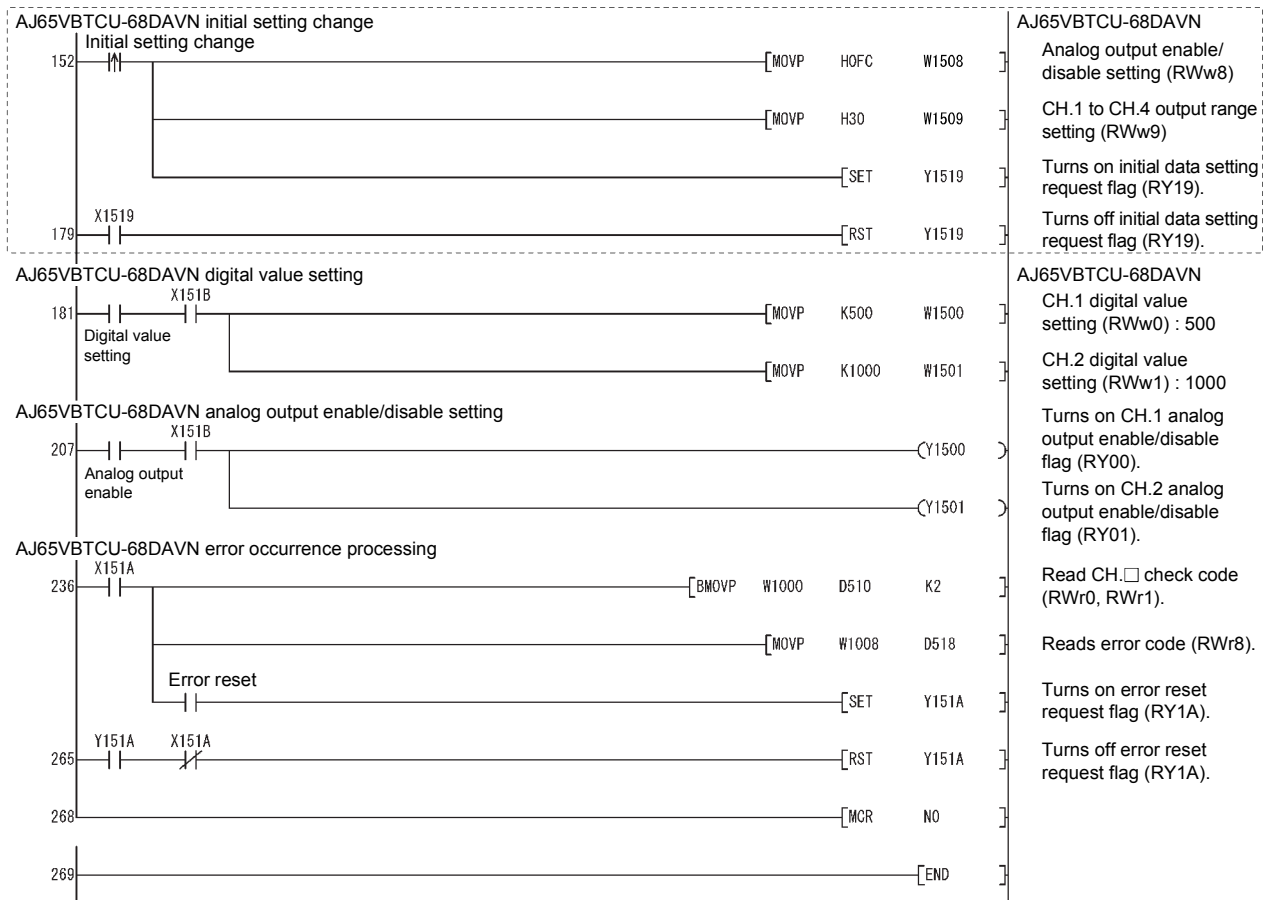 AJ65VBTCU-68DAVN initial setting change
AJ65VBTCU-68DAVN
Initial setting change
152
MOVP H0FC W1508
Analog output enable/
disable setting (RWw8)
MOVP H30 W1509
CH.1 to CH.4 output range
setting (RWw9)
SET Y1519
Turns on initial data setting
request flag (RY19).
X1519
179
RST Y1519
Turns off initial data setting
request flag (RY19).
AJ65VBTCU-68DAVN digital value setting
AJ65VBTCU-68DAVN
X151B
181
Digital value
setting
MOVP K500 W1500
CH.1 digital value
setting (RWw0) : 500
MOVP K1000 W1501
CH.2 digital value
setting (RWw1) : 1000
AJ65VBTCU-68DAVN analog output enable/disable setting
X151B
207
Analog output
enable
Y1500
Turns on CH.1 analog
output enable/disable
flag (RY00).
Y1501
Turns on CH.2 analog
output enable/disable
flag (RY01).
AJ65VBTCU-68DAVN error occurrence processing
X151A
236
BMOVP W1000 D510 K2
Read CH.□ check code
(RWr0, RWr1).
MOVP W1008 D518
Reads error code (RWr8).
Error reset
SET Y151A
Turns on error reset
request flag (RY1A).
Y151A X151A
265
RST Y151A
Turns off error reset
request flag (RY1A).
268
MCR N0
269
END